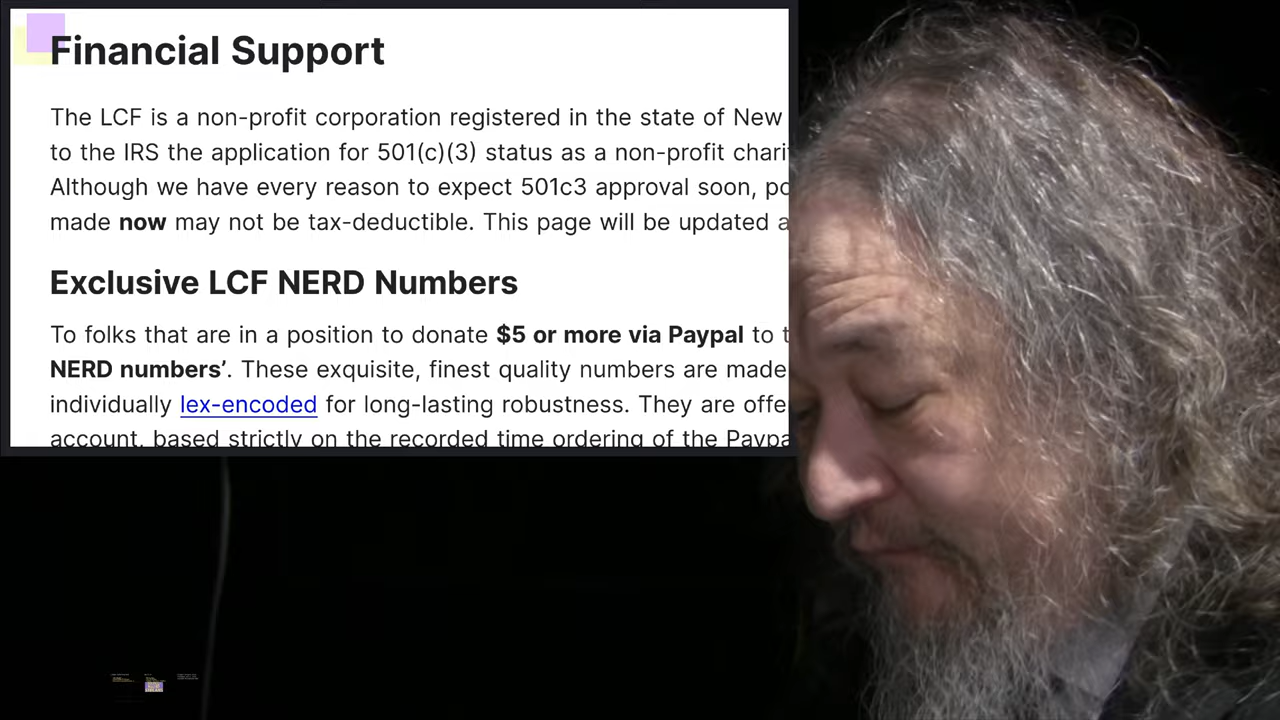 Financial Support
The LCF is a non-profit corporation registered in the state of New
to the IRS the application for 501(c)(3) status as a non-profit
Although we have every reason to expect 501c3 approval soon,
made now may not be tax-deductible. This page will be updated
Exclusive LCF NERD Numbers
To folks that are in a position to donate $5 or more via Paypal to
NERD numbers’. These exquisite, finest quality numbers are made
individually lex-encoded for long-lasting robustness. They are
account, based strictly on the recorded time ordering of the